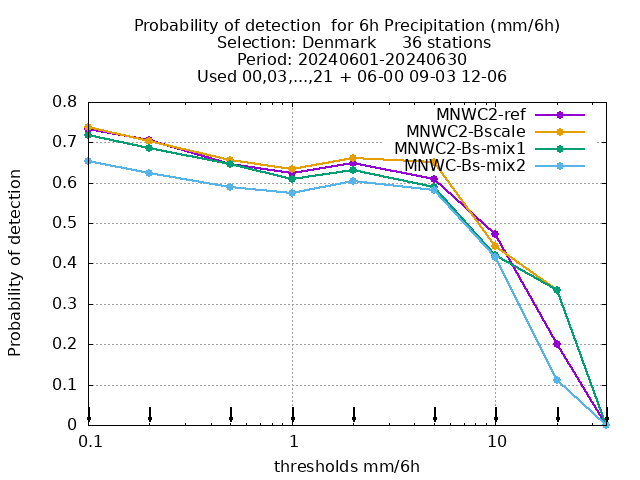 Probability of detection  for 6h Precipitation (mm/6h)
Selection: Denmark     36 stations
Period: 20240601-20240630
Used 00,03,...,21 + 06-00 09-03 12-06
MNWC2-ref
MNWC2-Bscale
MNWC2-Bs-mix1
MNWC-Bs-mix2
Probability of detection
0.8
0.7
0.6
0.5
0.4
0.3
0.2
0.1
0
0.1
1
10
thresholds mm/6h